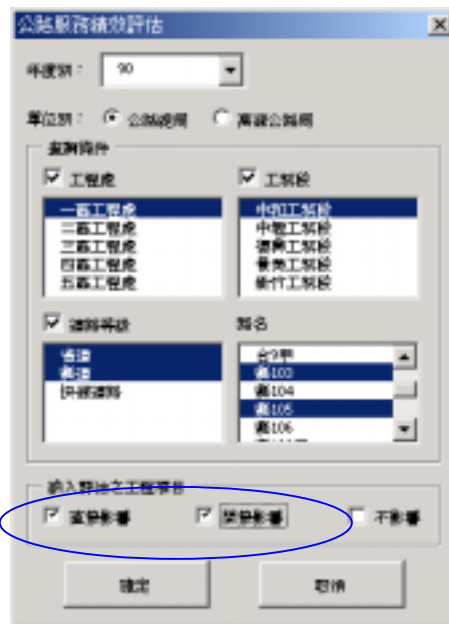 公路服務績效評估
年度別： 90
單位別： 公路總局 高速公路局
查詢條件
工程處 工務段
一區工程處 中和工務段
二區工程處 中壢工務段
三區工程處 復興工務段
四區工程處 景美工務段
五區工程處 新竹工務段
道路等級 路名
省道 台9甲
縣道 縣103
快速道路 縣104
縣105
縣106
納入評估之工程項目
直接影響 間接影響 不影響
確定 取消